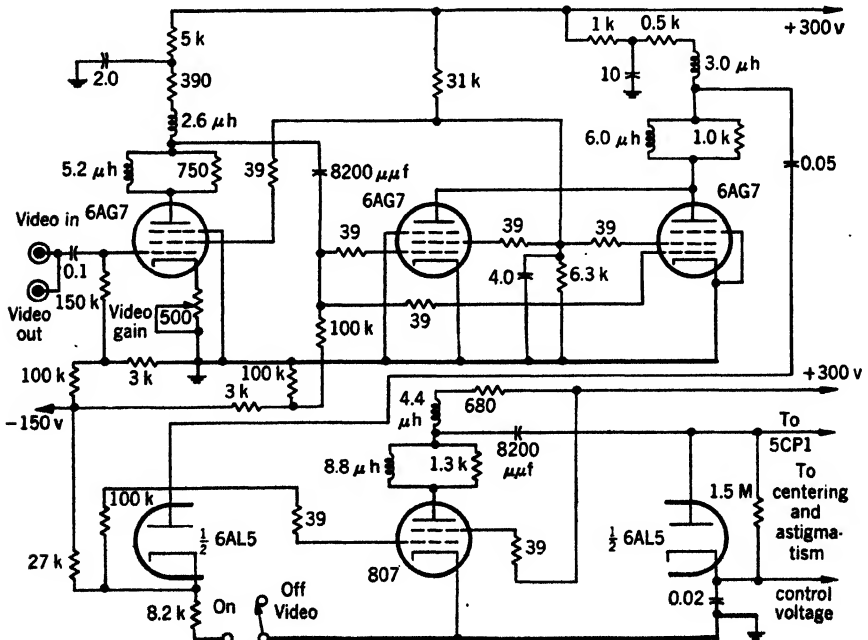 5 k
1 k
0.5 k
+300 v
2.0
390
10
3.0 μh
31 k
2.6 μh
6.0 μh
1.0 k
5.2 μh
750
39
8200 μμf
0.05
6AG7
6AG7
6AG7
Video in
39
39
39
0.1
4.0
6.3 k
150 k
Video
gain
500
Video
out
39
100 k
3 k
100 k
100 k
+300 v
3 k
-150 v
4.4
μh
680
To
5CP1
8200
μμf
8.8 μh
1.3 k
To
centering
and
astigma-
tism
1.5 M
100 k
39
½ 6AL5
39
½ 6AL5
27 k
807
Off
On
Video
8.2 k
0.02
control
voltage